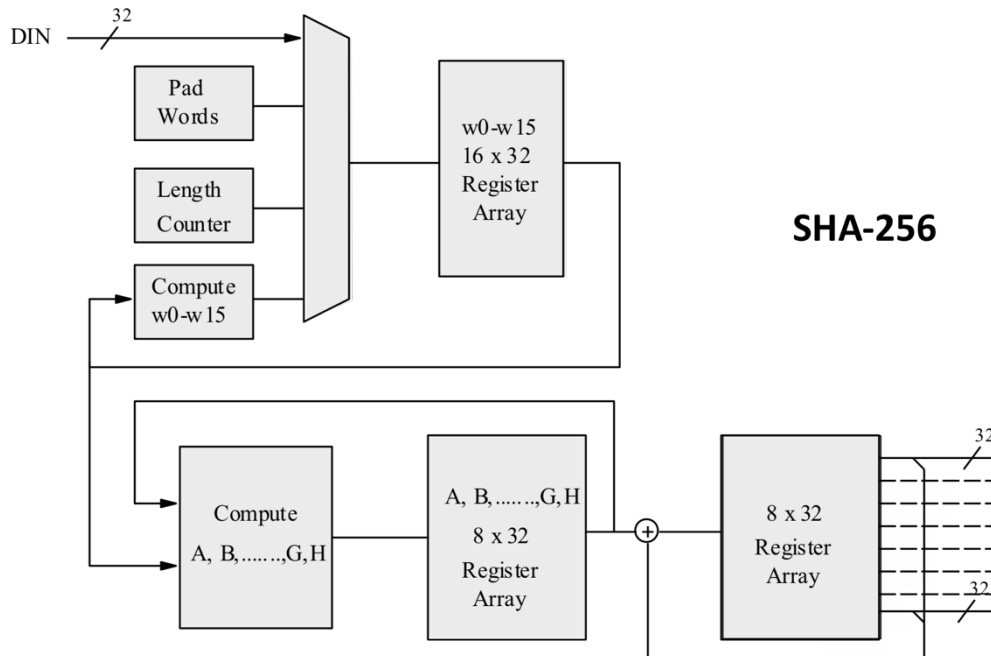 32
DIN
Pad
Words
Length
Counter
Compute
w0-w15
w0-w15
16 x 32
Register
Array
SHA-256
Compute
A, B,.......,G,H
A, B,.......,G,H
8 x 32
Register
Array
+
8 x 32
Register
Array
32
32